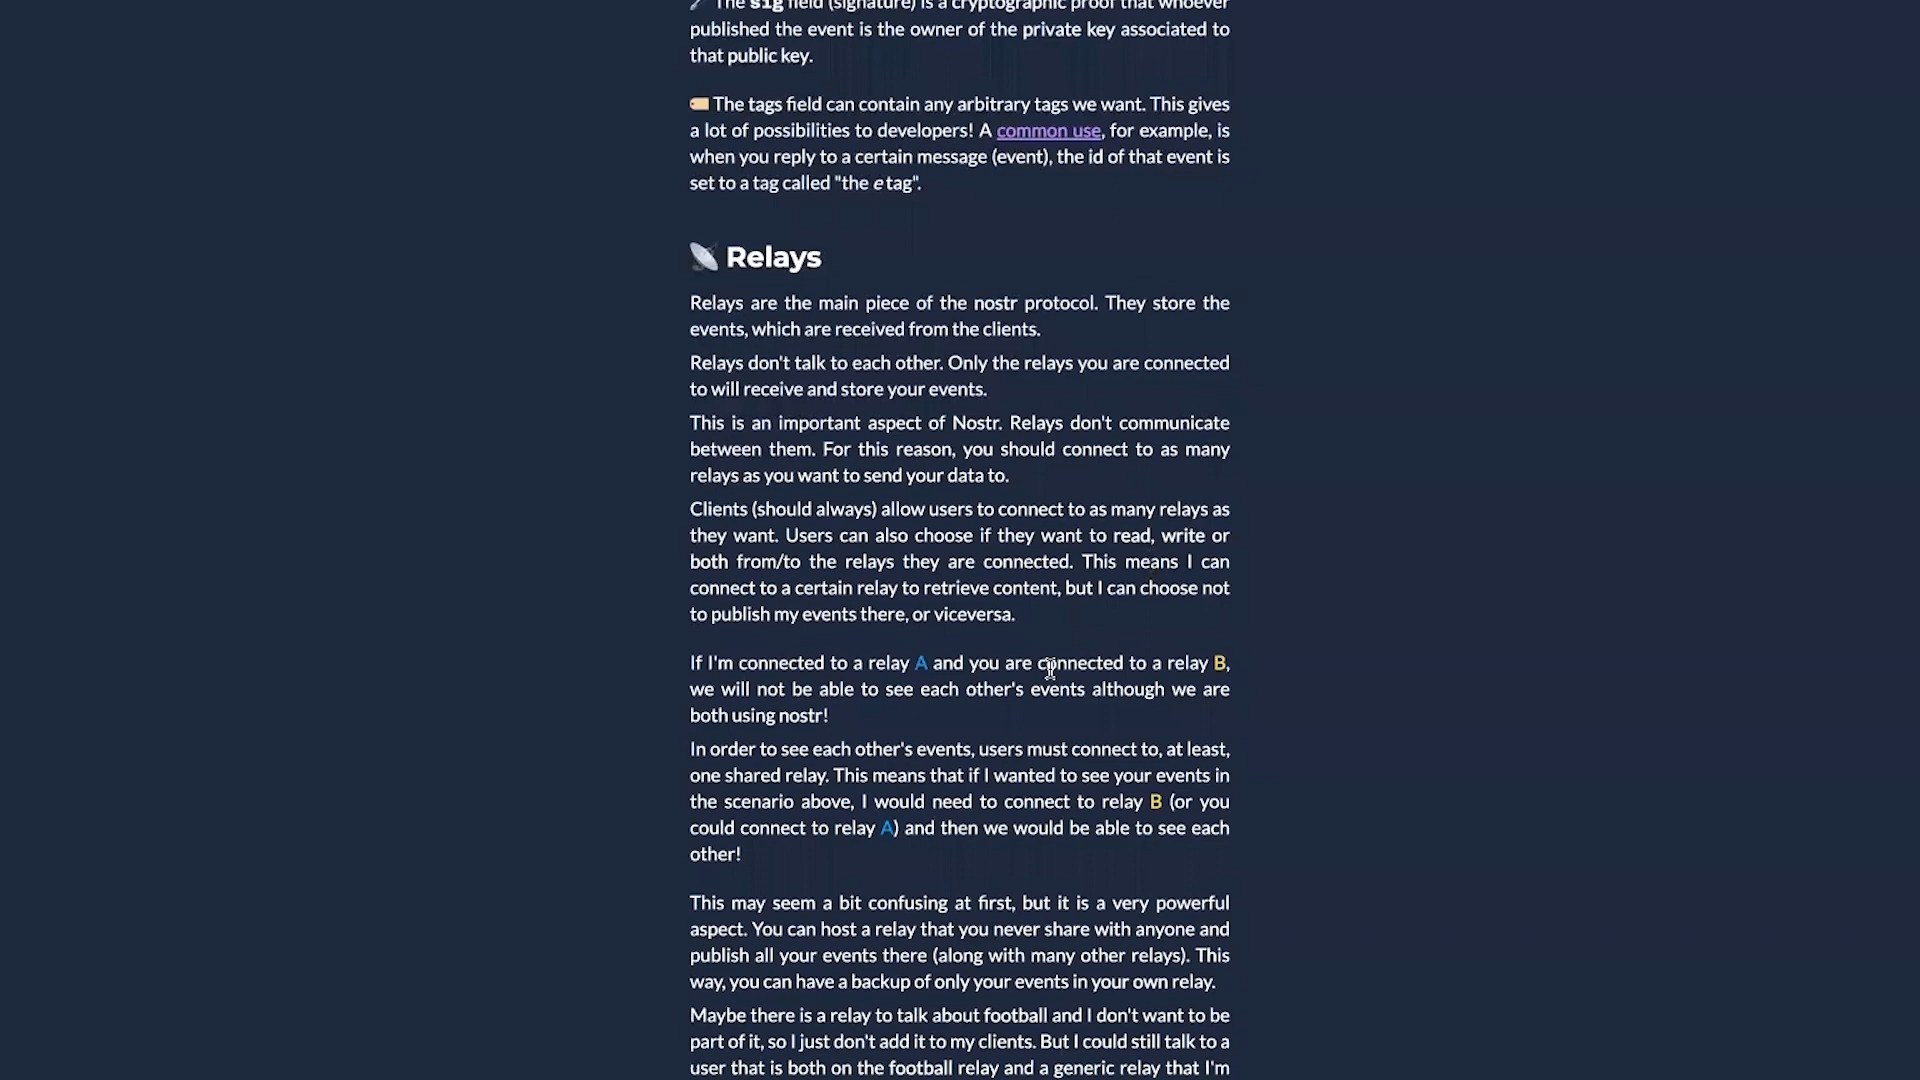 The sig field (signature) is a cryptographic proof that whoever
published the event is the owner of the private key associated to
that public key.
The tags field can contain any arbitrary tags we want. This gives
a lot of possibilities to developers! A common use, for example, is
when you reply to a certain message (event), the id of that event is
set to a tag called "the e tag".
Relays
Relays are the main piece of the nostr protocol. They store the
events, which are received from the clients.
Relays don't talk to each other. Only the relays you are connected
to will receive and store your events.
This is an important aspect of Nostr. Relays don't communicate
between them. For this reason, you should connect to as many
relays as you want to send your data to.
Clients (should always) allow users to connect to as many relays as
they want. Users can also choose if they want to read, write or
both from/to the relays they are connected. This means I can
connect to a certain relay to retrieve content, but I can choose not
to publish my events there, or viceversa.
If I'm connected to a relay A and you are connected to a relay B,
we will not be able to see each other's events although we are
both using nostr!
In order to see each other's events, users must connect to, at least,
one shared relay. This means that if I wanted to see your events in
the scenario above, I would need to connect to relay B (or you
could connect to relay A) and then we would be able to see each
other!
This may seem a bit confusing at first, but it is a very powerful
aspect. You can host a relay that you never share with anyone and
publish all your events there (along with many other relays). This
way, you can have a backup of only your events in your own relay.
Maybe there is a relay to talk about football and I don't want to be
part of it, so I just don't add it to my clients. But I could still talk to a
user that is both on the football relay and a generic relay that I'm